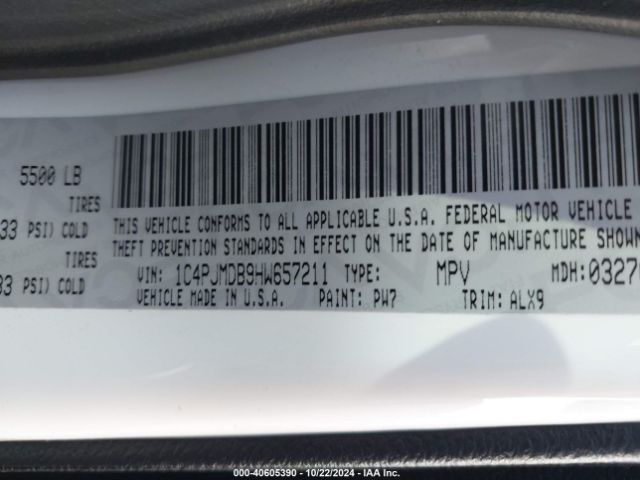 5500 LB
TIRES
33 PSI) COLD
THIS VEHICLE CONFORMS TO ALL APPLICABLE U.S.A. FEDERAL MOTOR VEHICLE
TIRES
THEFT PREVENTION STANDARDS IN EFFECT ON THE DATE OF MANUFACTURE SHOWN
33 PSI) COLD
VIN: 1C4PJMDB9HW657211 TYPE: MPV MDH:0327
VEHICLE MADE IN U.S.A. PAINT: PW7 TRIM: ALX9
000-40605390 | 10/22/2024 | Copyright © IAA, LLC